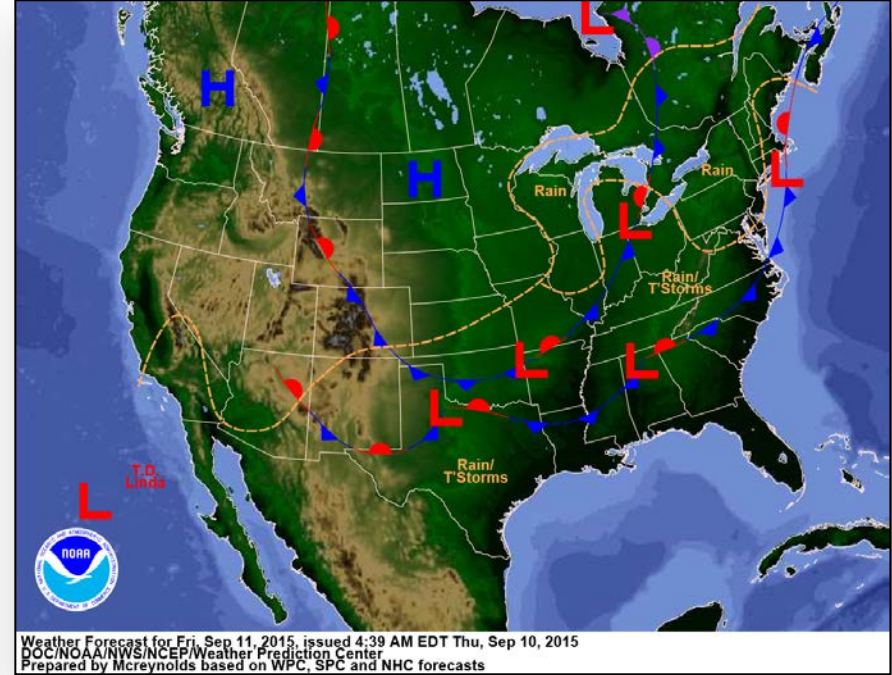 L
H
H
Rain
Rain
L
L
Rain/
T'Storms
L
L
L
Rain/
T'Storms
T.D.
Linda
L
NOAA
Weather Forecast for Fri, Sep 11, 2015, issued 4:39 AM EDT Thu, Sep 10, 2015
DOC/NOAA/NWS/NCEP/Weather Prediction Center
Prepared by Mcreynolds based on WPC, SPC and NHC forecasts